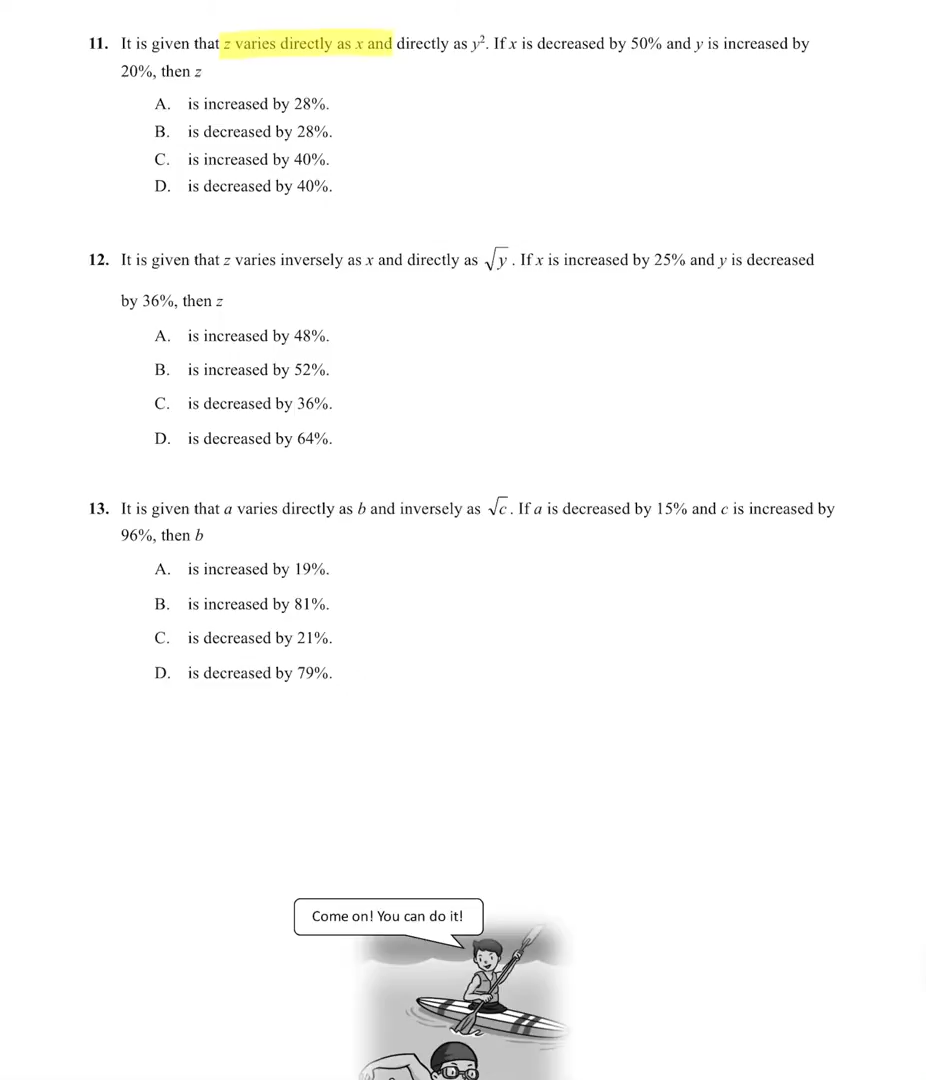 11. It is given that z varies directly as x and directly as y². If x is decreased by 50% and y is increased by
20%, then z
A. is increased by 28%.
B. is decreased by 28%.
C. is increased by 40%.
D. is decreased by 40%.
12. It is given that z varies inversely as x and directly as √y . If x is increased by 25% and y is decreased
by 36%, then z
A. is increased by 48%.
B. is increased by 52%.
C. is decreased by 36%.
D. is decreased by 64%.
13. It is given that a varies directly as b and inversely as √c . If a is decreased by 15% and c is increased by
96%, then b
A. is increased by 19%.
B. is increased by 81%.
C. is decreased by 21%.
D. is decreased by 79%.
Come on! You can do it!